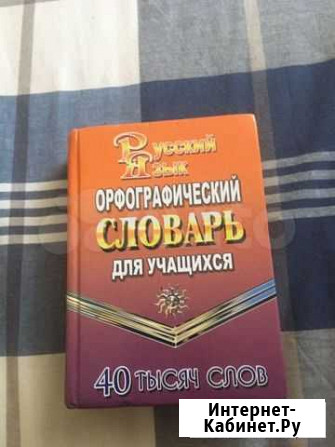 Русский
Язык
ОРФОГРАФИЧЕСКИЙ
СЛОВАРЬ
ДЛЯ УЧАЩИХСЯ
40 ТЫСЯЧ СЛОВ
Интернет-
Кабинет.Ру